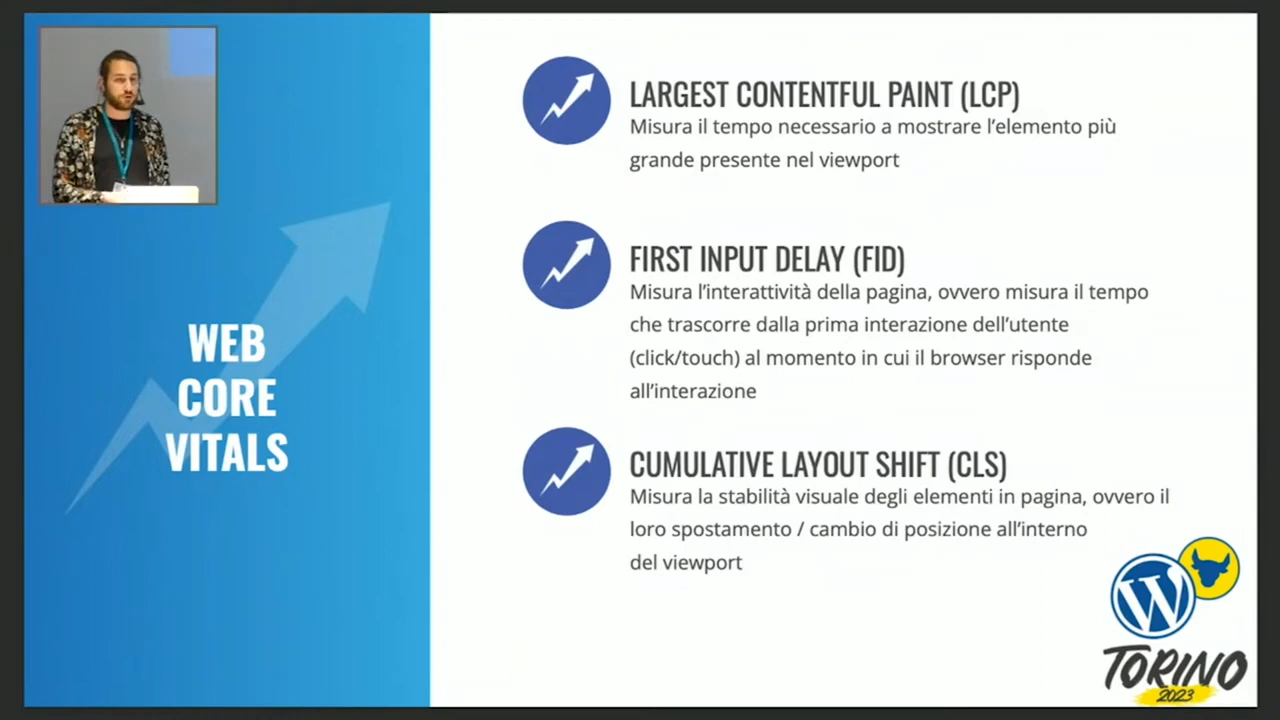 WEB
CORE
VITALS
LARGEST CONTENTFUL PAINT (LCP)
Misura il tempo necessario a mostrare l’elemento più
grande presente nel viewport
FIRST INPUT DELAY (FID)
Misura l’interattività della pagina, ovvero misura il tempo
che trascorre dalla prima interazione dell’utente
(click/touch) al momento in cui il browser risponde
all’interazione
CUMULATIVE LAYOUT SHIFT (CLS)
Misura la stabilità visuale degli elementi in pagina, ovvero il
loro spostamento / cambio di posizione all’interno
del viewport
W
TORINO
2023